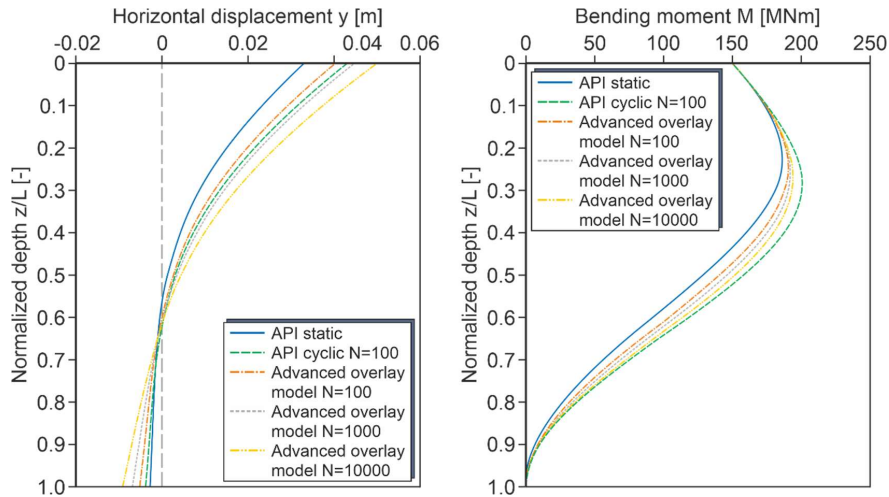 Horizontal displacement y [m]
-0.02 0 0.02 0.04 0.06
Normalized depth z/L [-]
0
0.1
0.2
0.3
0.4
0.5
0.6
0.7
0.8
0.9
1.0
API static
API cyclic N=100
Advanced overlay
model N=100
Advanced overlay
model N=1000
Advanced overlay
model N=10000
Bending moment M [MNm]
0 50 100 150 200 250
Normalized depth z/L [-]
0
0.1
0.2
0.3
0.4
0.5
0.6
0.7
0.8
0.9
1.0
API static
API cyclic N=100
Advanced overlay
model N=100
Advanced overlay
model N=1000
Advanced overlay
model N=10000